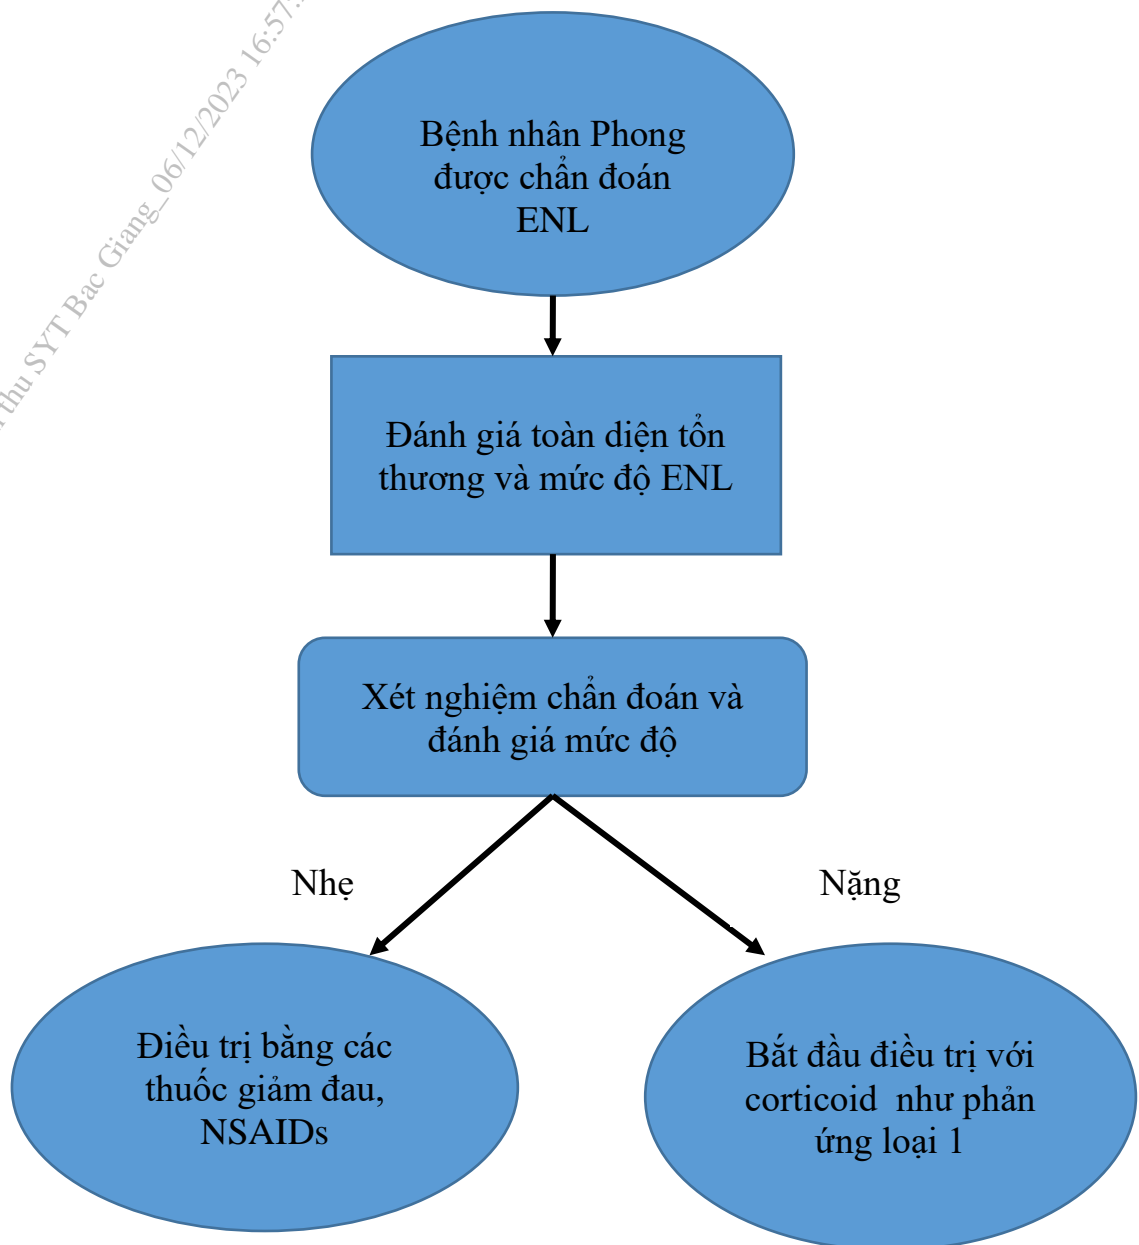 thu SYT Bac Giang_06/12/2023 16:57:
Bệnh nhân Phong
được chẩn đoán
ENL
Đánh giá toàn diện tổn
thương và mức độ ENL
Xét nghiệm chẩn đoán và
đánh giá mức độ
Nhẹ
Nặng
Điều trị bằng các
thuốc giảm đau,
NSAIDs
Bắt đầu điều trị với
corticoid như phản
ứng loại 1